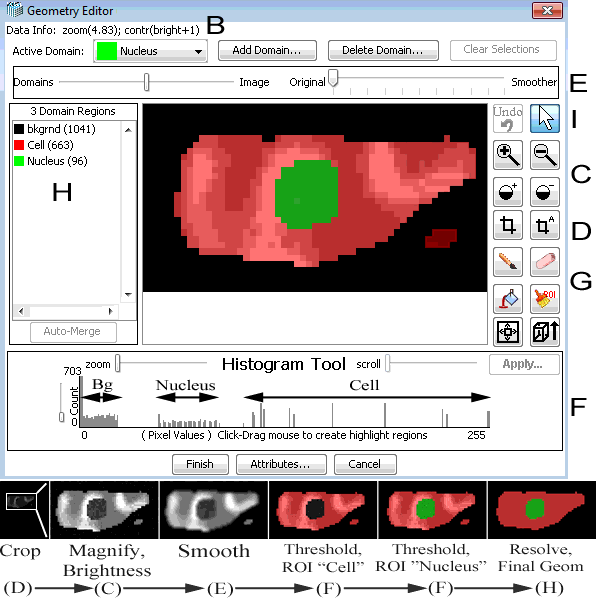 Geometry Editor
Data Info: zoom(4.83); contr(bright+1)
B
Active Domain: Nucleus Add Domain... Delete Domain... Clear Selections
Domains Image Original Smoother
E
3 Domain Regions
bkgrnd (1041)
Cell (663)
Nucleus (96)
H
Undo
I
C
D
A
G
ROI
Auto-Merge
zoom Histogram Tool scroll Apply...
703
Count
0
Bg Nucleus Cell
F
0 ( Pixel Values ) Click-Drag mouse to create highlight regions 255
Finish Attributes... Cancel
Crop Magnify, Brightness Smooth Threshold, ROI “Cell” Threshold, ROI ”Nucleus” Resolve, Final Geom
(D) (C) (E) (F) (F) (H)